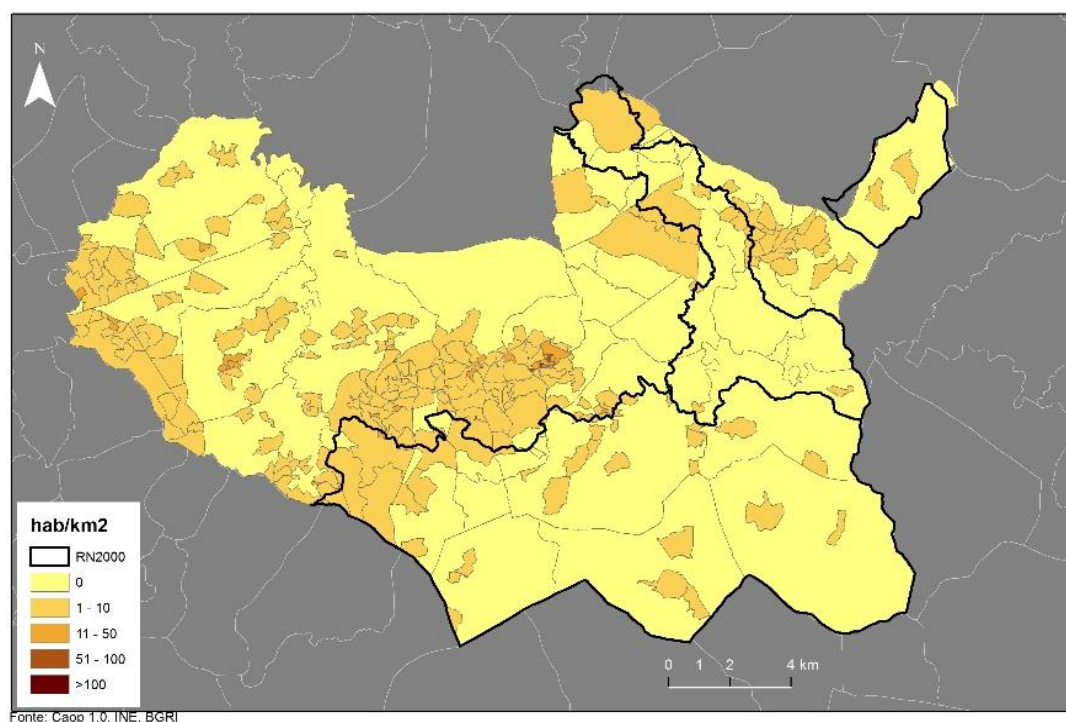 N
hab/km2
RN2000
0
1 - 10
11 - 50
51 - 100
>100
0 1 2 4 km
Fonte: Caop 1.0, INE, BGRI